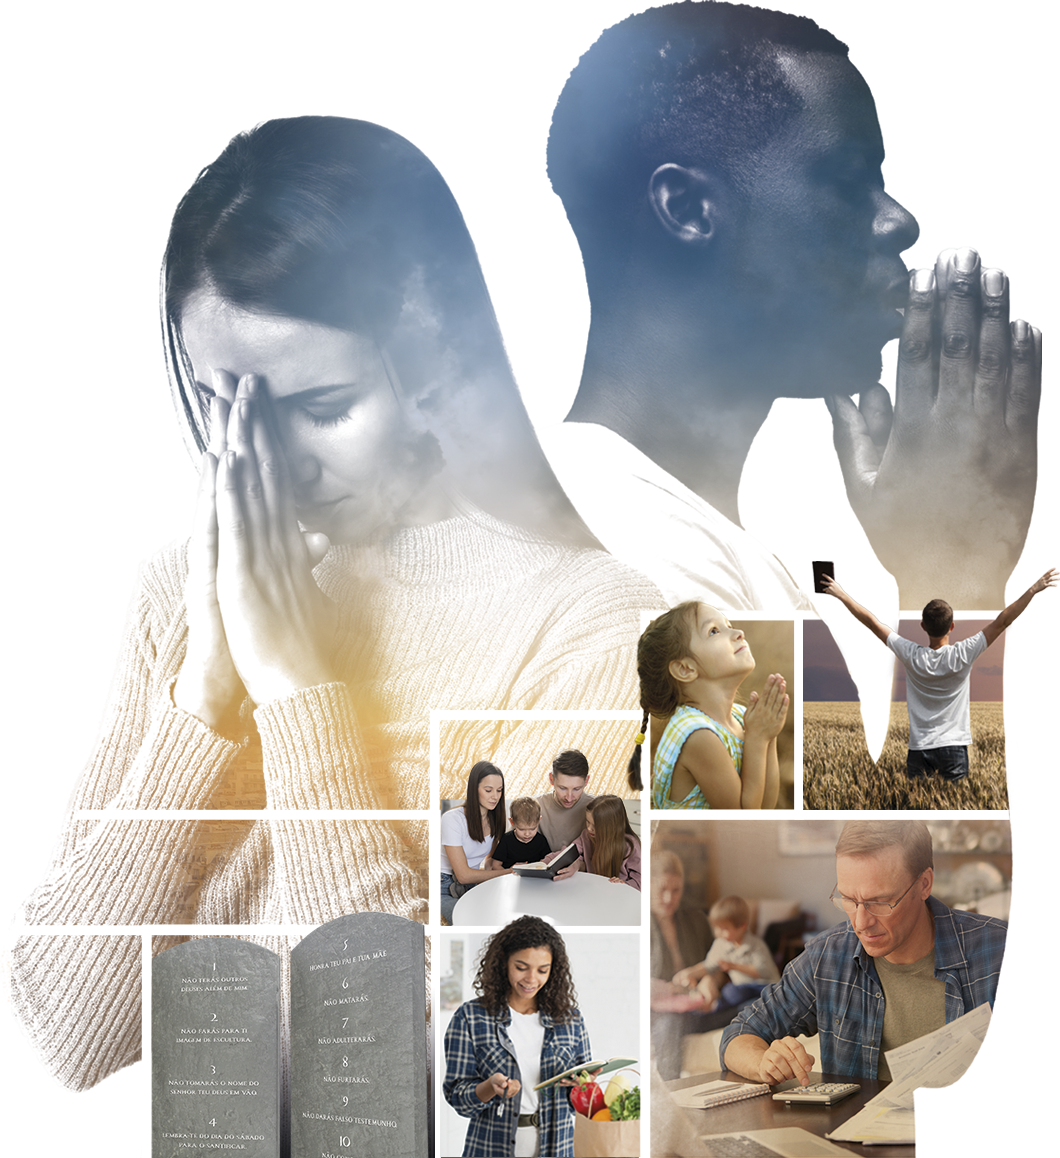 1
NÃO TERÁS OUTROS
DEUSES ALÉM DE MIM.
2
NÃO FARÁS PARA TI
IMAGEM DE ESCULTURA.
3
NÃO TOMARÁS O NOME DO
SENHOR TEU DEUS EM VÃO.
4
LEMBRA-TE DO DIA DO SÁBADO
PARA O SANTIFICAR.
5
HONRA TEU PAI E TUA MÃE
6
NÃO MATARÁS.
7
NÃO ADULTERARÁS.
8
NÃO FURTARÁS.
9
NÃO DARÁS FALSO TESTEMUNHO
10
NÃO